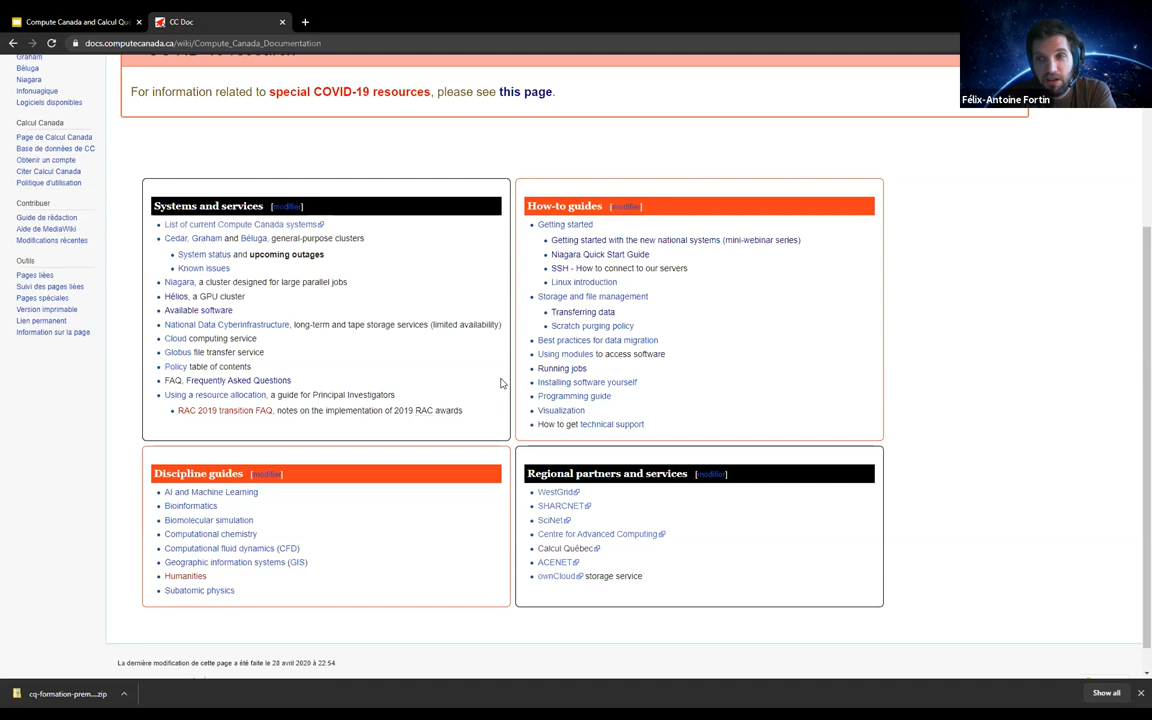 Compute Canada and Calcul Qu
CC Doc
docs.computecanada.ca/wiki/Compute_Canada_Documentation
Félix-Antoine Fortin
Graham
Béluga
Niagara
Infonuagique
Logiciels disponibles
Calcul Canada
Page de Calcul Canada
Base de données de CC
Obtenir un compte
Citer Calcul Canada
Politique d'utilisation
Contribuer
Guide de rédaction
Aide de MediaWiki
Modifications récentes
Outils
Pages liées
Suivi des pages liées
Pages spéciales
Version imprimable
Lien permanent
Information sur la page
For information related to special COVID-19 resources, please see this page.
Systems and services [modifier]
List of current Compute Canada systems
Cedar, Graham and Béluga, general-purpose clusters
System status and upcoming outages
Known issues
Niagara, a cluster designed for large parallel jobs
Hélios, a GPU cluster
Available software
National Data Cyberinfrastructure, long-term and tape storage services (limited availability)
Cloud computing service
Globus file transfer service
Policy table of contents
FAQ, Frequently Asked Questions
Using a resource allocation, a guide for Principal Investigators
RAC 2019 transition FAQ, notes on the implementation of 2019 RAC awards
How-to guides [modifier]
Getting started
Getting started with the new national systems (mini-webinar series)
Niagara Quick Start Guide
SSH - How to connect to our servers
Linux introduction
Storage and file management
Transferring data
Scratch purging policy
Best practices for data migration
Using modules to access software
Running jobs
Installing software yourself
Programming guide
Visualization
How to get technical support
Discipline guides [modifier]
AI and Machine Learning
Bioinformatics
Biomolecular simulation
Computational chemistry
Computational fluid dynamics (CFD)
Geographic information systems (GIS)
Humanities
Subatomic physics
Regional partners and services [modifier]
WestGrid
SHARCNET
SciNet
Centre for Advanced Computing
Calcul Québec
ACENET
ownCloud storage service
La dernière modification de cette page a été faite le 28 avril 2020 à 22:54.
cq-formation-prem....zip
Show all